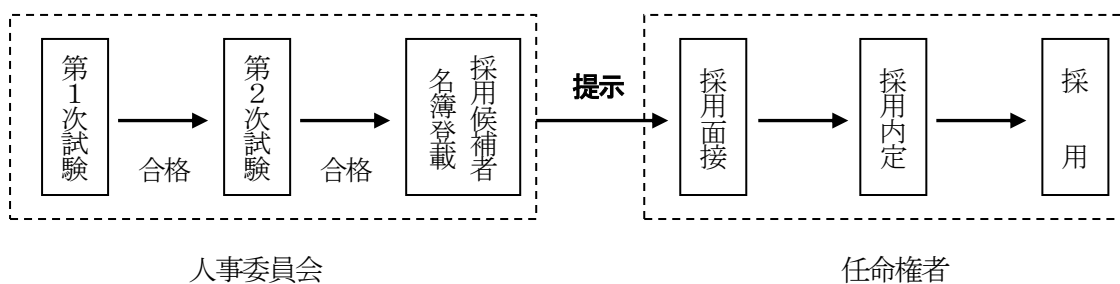 第１次試験
合格
第２次試験
合格
採用候補者
名簿登載
提示
採用面接
採用内定
採　用
人事委員会
任命権者